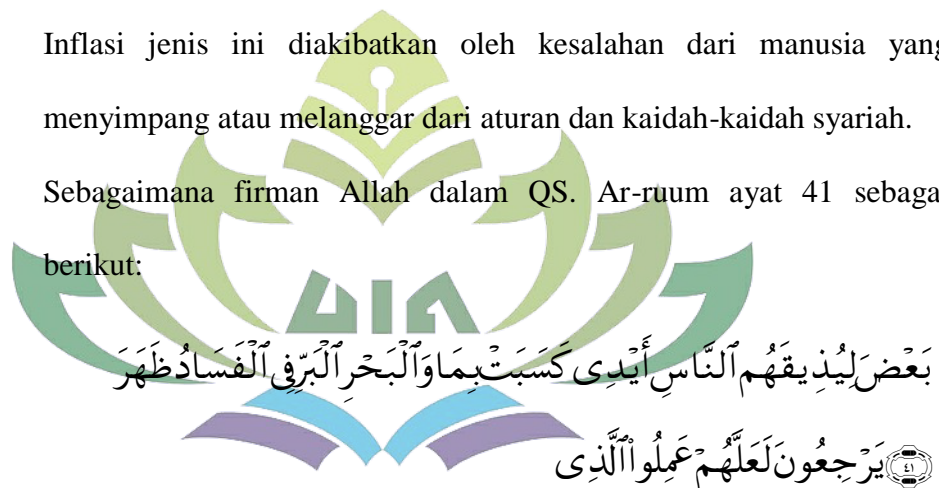 Inflasi jenis ini diakibatkan oleh kesalahan dari manusia yang
menyimpang atau melanggar dari aturan dan kaidah-kaidah syariah.
Sebagaimana firman Allah dalam QS. Ar-ruum ayat 41 sebaga
berikut:
UIN
بَعْضَ لِيُذِيقَهُم ٱلنَّاسِ أَيْدِى كَسَبَتْ بِمَا وَٱلْبَحْرِ ٱلْبَرِّ فِى ٱلْفَسَادُ ظَهَرَ
٤١ يَرْجِعُونَ لَعَلَّهُمْ عَمِلُوا۟ ٱلَّذِى